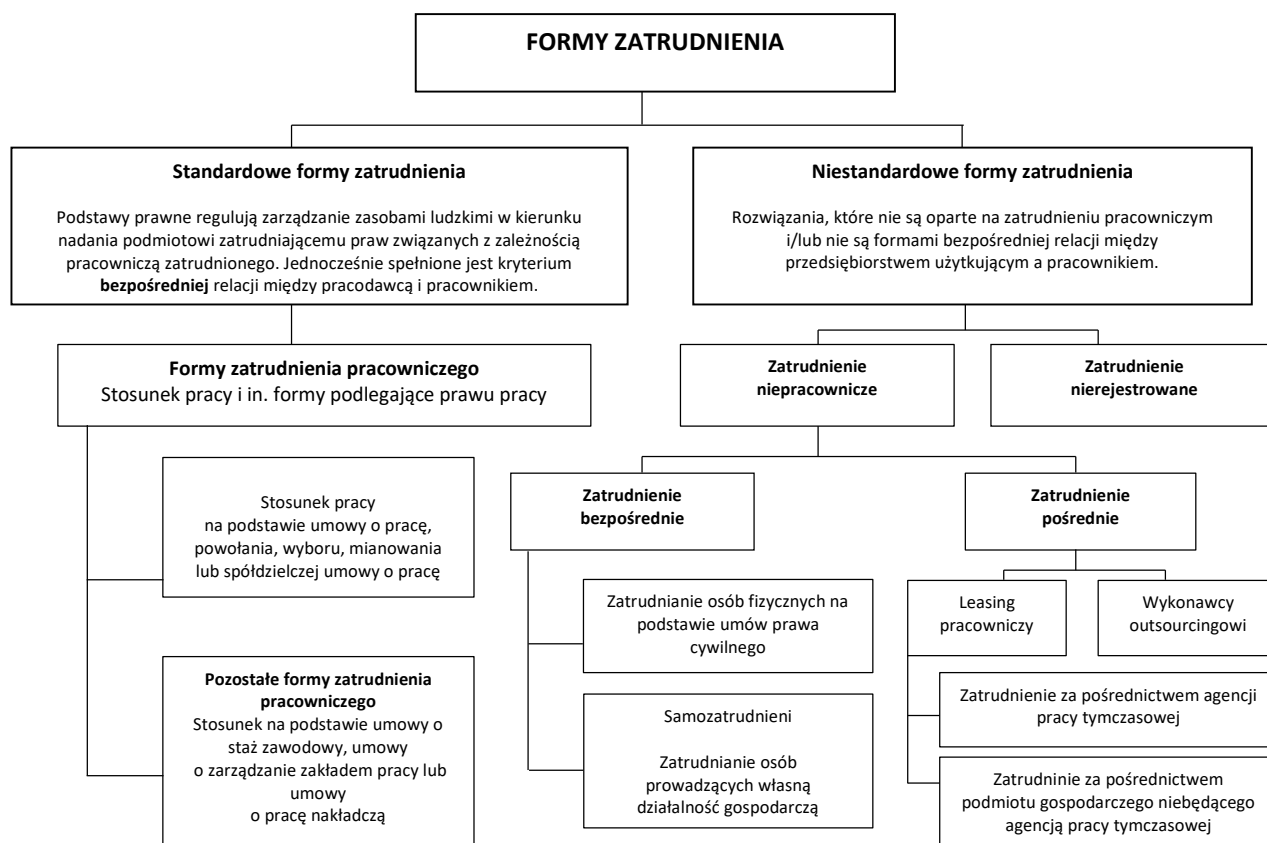 FORMY ZATRUDNIENIA
Standardowe formy zatrudnienia
Podstawy prawne regulują zarządzanie zasobami ludzkimi w kierunku
nadania podmiotowi zatrudniającemu praw związanych z zależnością
pracowniczą zatrudnionego. Jednocześnie spełnione jest kryterium
bezpośredniej relacji między pracodawcą i pracownikiem.
Niestandardowe formy zatrudnienia
Rozwiązania, które nie są oparte na zatrudnieniu pracowniczym
i/lub nie są formami bezpośredniej relacji między
przedsiębiorstwem użytkującym a pracownikiem.
Formy zatrudnienia pracowniczego
Stosunek pracy i in. formy podlegające prawu pracy
Zatrudnienie
niepracownicze
Zatrudnienie
nierejestrowane
Stosunek pracy
na podstawie umowy o pracę,
powołania, wyboru, mianowania
lub spółdzielczej umowy o pracę
Pozostałe formy zatrudnienia
pracowniczego
Stosunek na podstawie umowy o
staż zawodowy, umowy
o zarządzanie zakładem pracy lub
umowy
o pracę nakładczą
Zatrudnienie
bezpośrednie
Zatrudnianie osób fizycznych na
podstawie umów prawa
cywilnego
Samozatrudnieni
Zatrudnianie osób
prowadzących własną
działalność gospodarczą
Zatrudnienie
pośrednie
Leasing
pracowniczy
Wykonawcy
outsourcingowi
Zatrudnienie za pośrednictwem agencji
pracy tymczasowej
Zatrudninie za pośrednictwem
podmiotu gospodarczego niebędącego
agencją pracy tymczasowej